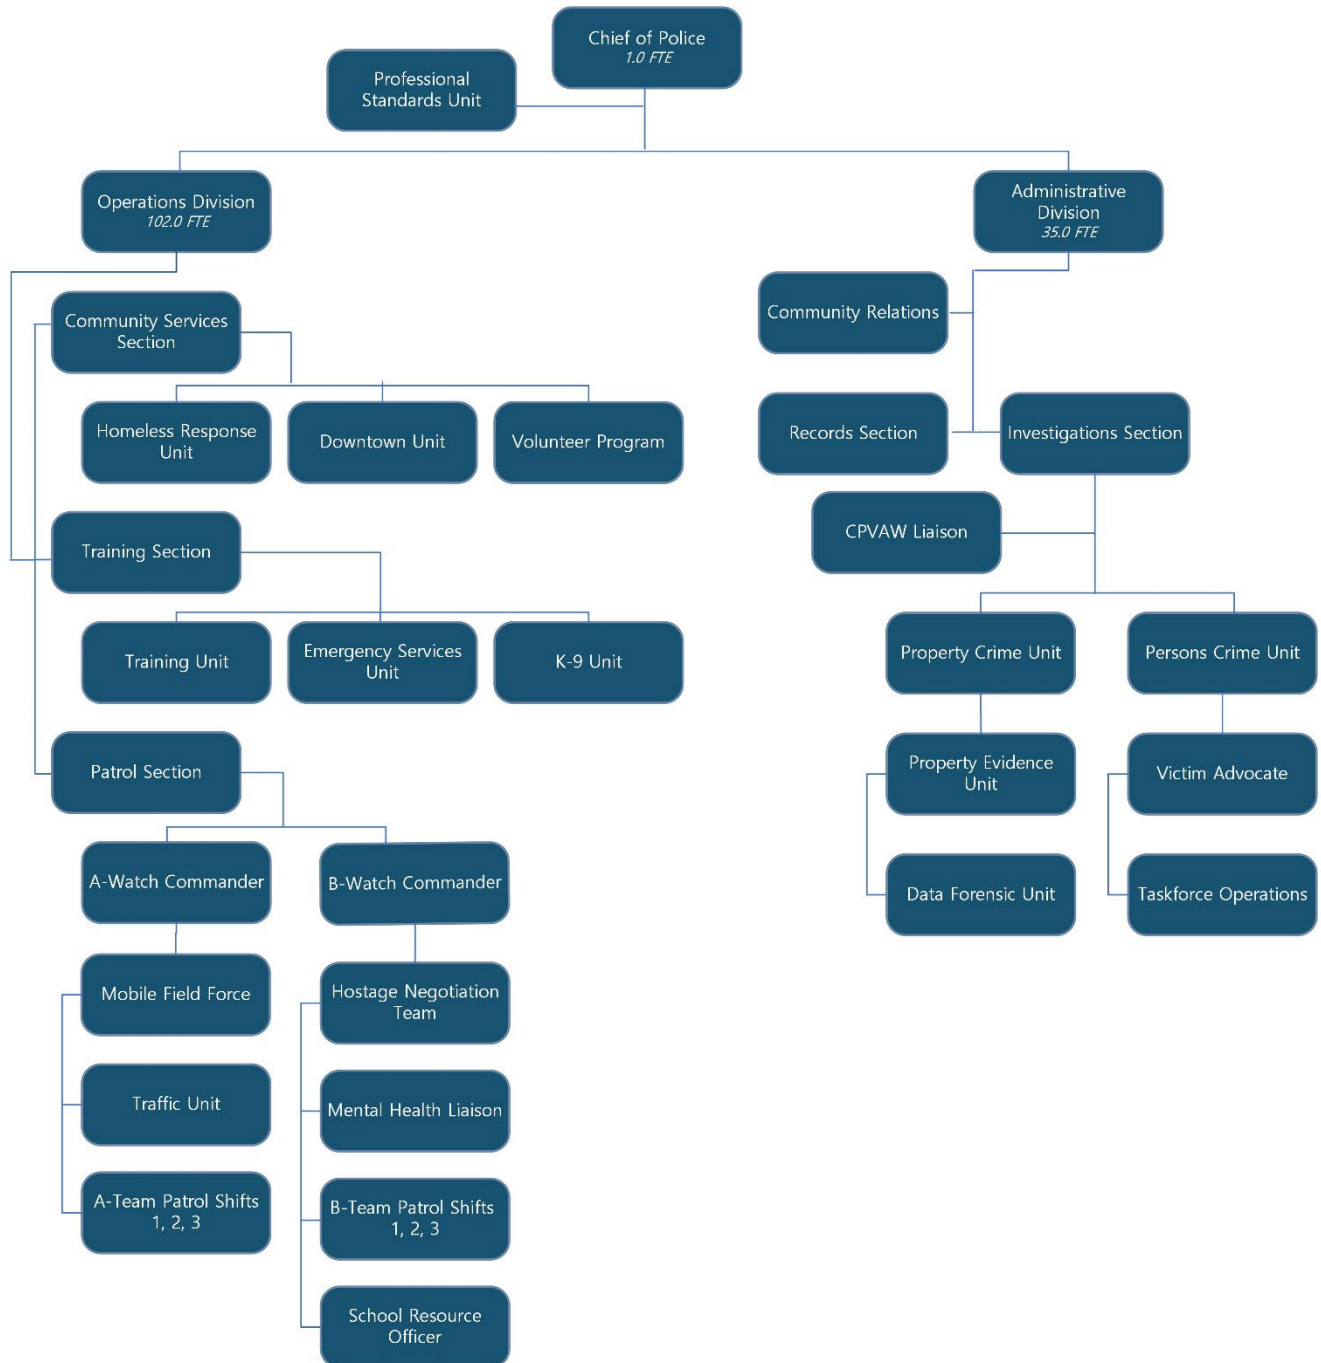 Chief of Police
1.0 FTE
Professional
Standards Unit
Operations Division
102.0 FTE
Administrative
Division
35.0 FTE
Community Services
Section
Community Relations
Homeless Response
Unit
Downtown Unit
Volunteer Program
Records Section
Investigations Section
CPVAW Liaison
Training Section
Training Unit
Emergency Services
Unit
K-9 Unit
Property Crime Unit
Persons Crime Unit
Patrol Section
Property Evidence
Unit
Victim Advocate
A-Watch Commander
B-Watch Commander
Data Forensic Unit
Taskforce Operations
Mobile Field Force
Hostage Negotiation
Team
Traffic Unit
Mental Health Liaison
A-Team Patrol Shifts
1, 2, 3
B-Team Patrol Shifts
1, 2, 3
School Resource
Officer